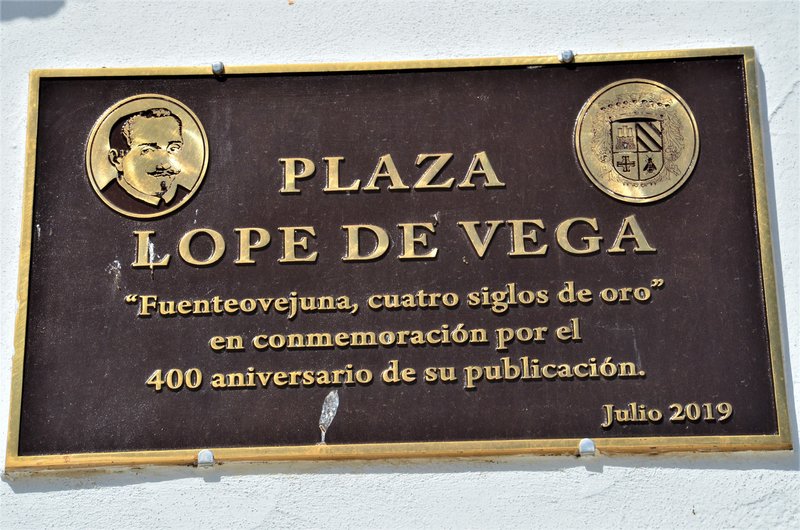 PLAZA
LOPE DE VEGA
“Fuenteovejuna, cuatro siglos de oro”
en conmemoración por el
400 aniversario de su publicación.
Julio 2019